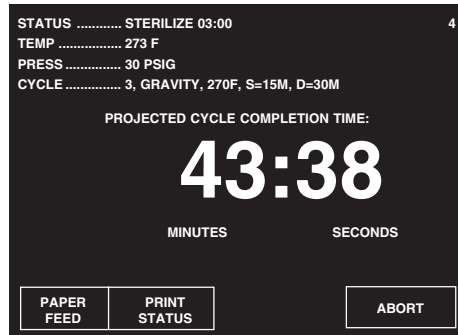 STATUS ............ STERILIZE 03:00 4
TEMP ................. 273 F
PRESS............... 30 PSIG
CYCLE ............... 3, GRAVITY, 270F, S=15M, D=30M
PROJECTED CYCLE COMPLETION TIME:
43:38
MINUTES SECONDS
PAPER FEED
PRINT STATUS
ABORT